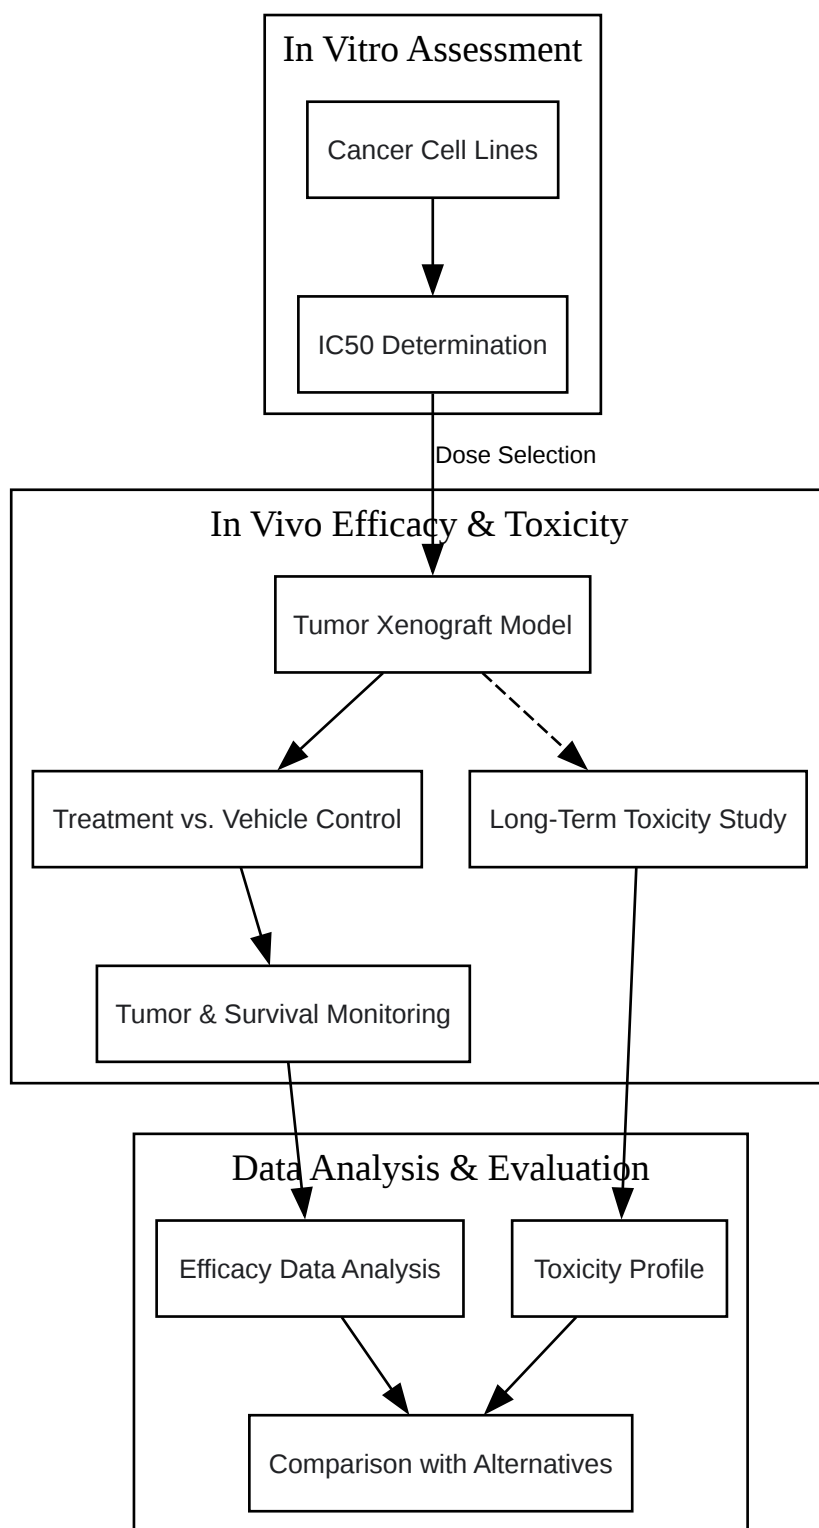 In Vitro Assessment
Cancer Cell Lines
IC50 Determination
Dose Selection
In Vivo Efficacy & Toxicity
Tumor Xenograft Model
Treatment vs. Vehicle Control
Long-Term Toxicity Study
Tumor & Survival Monitoring
Data Analysis & Evaluation
Efficacy Data Analysis
Toxicity Profile
Comparison with Alternatives